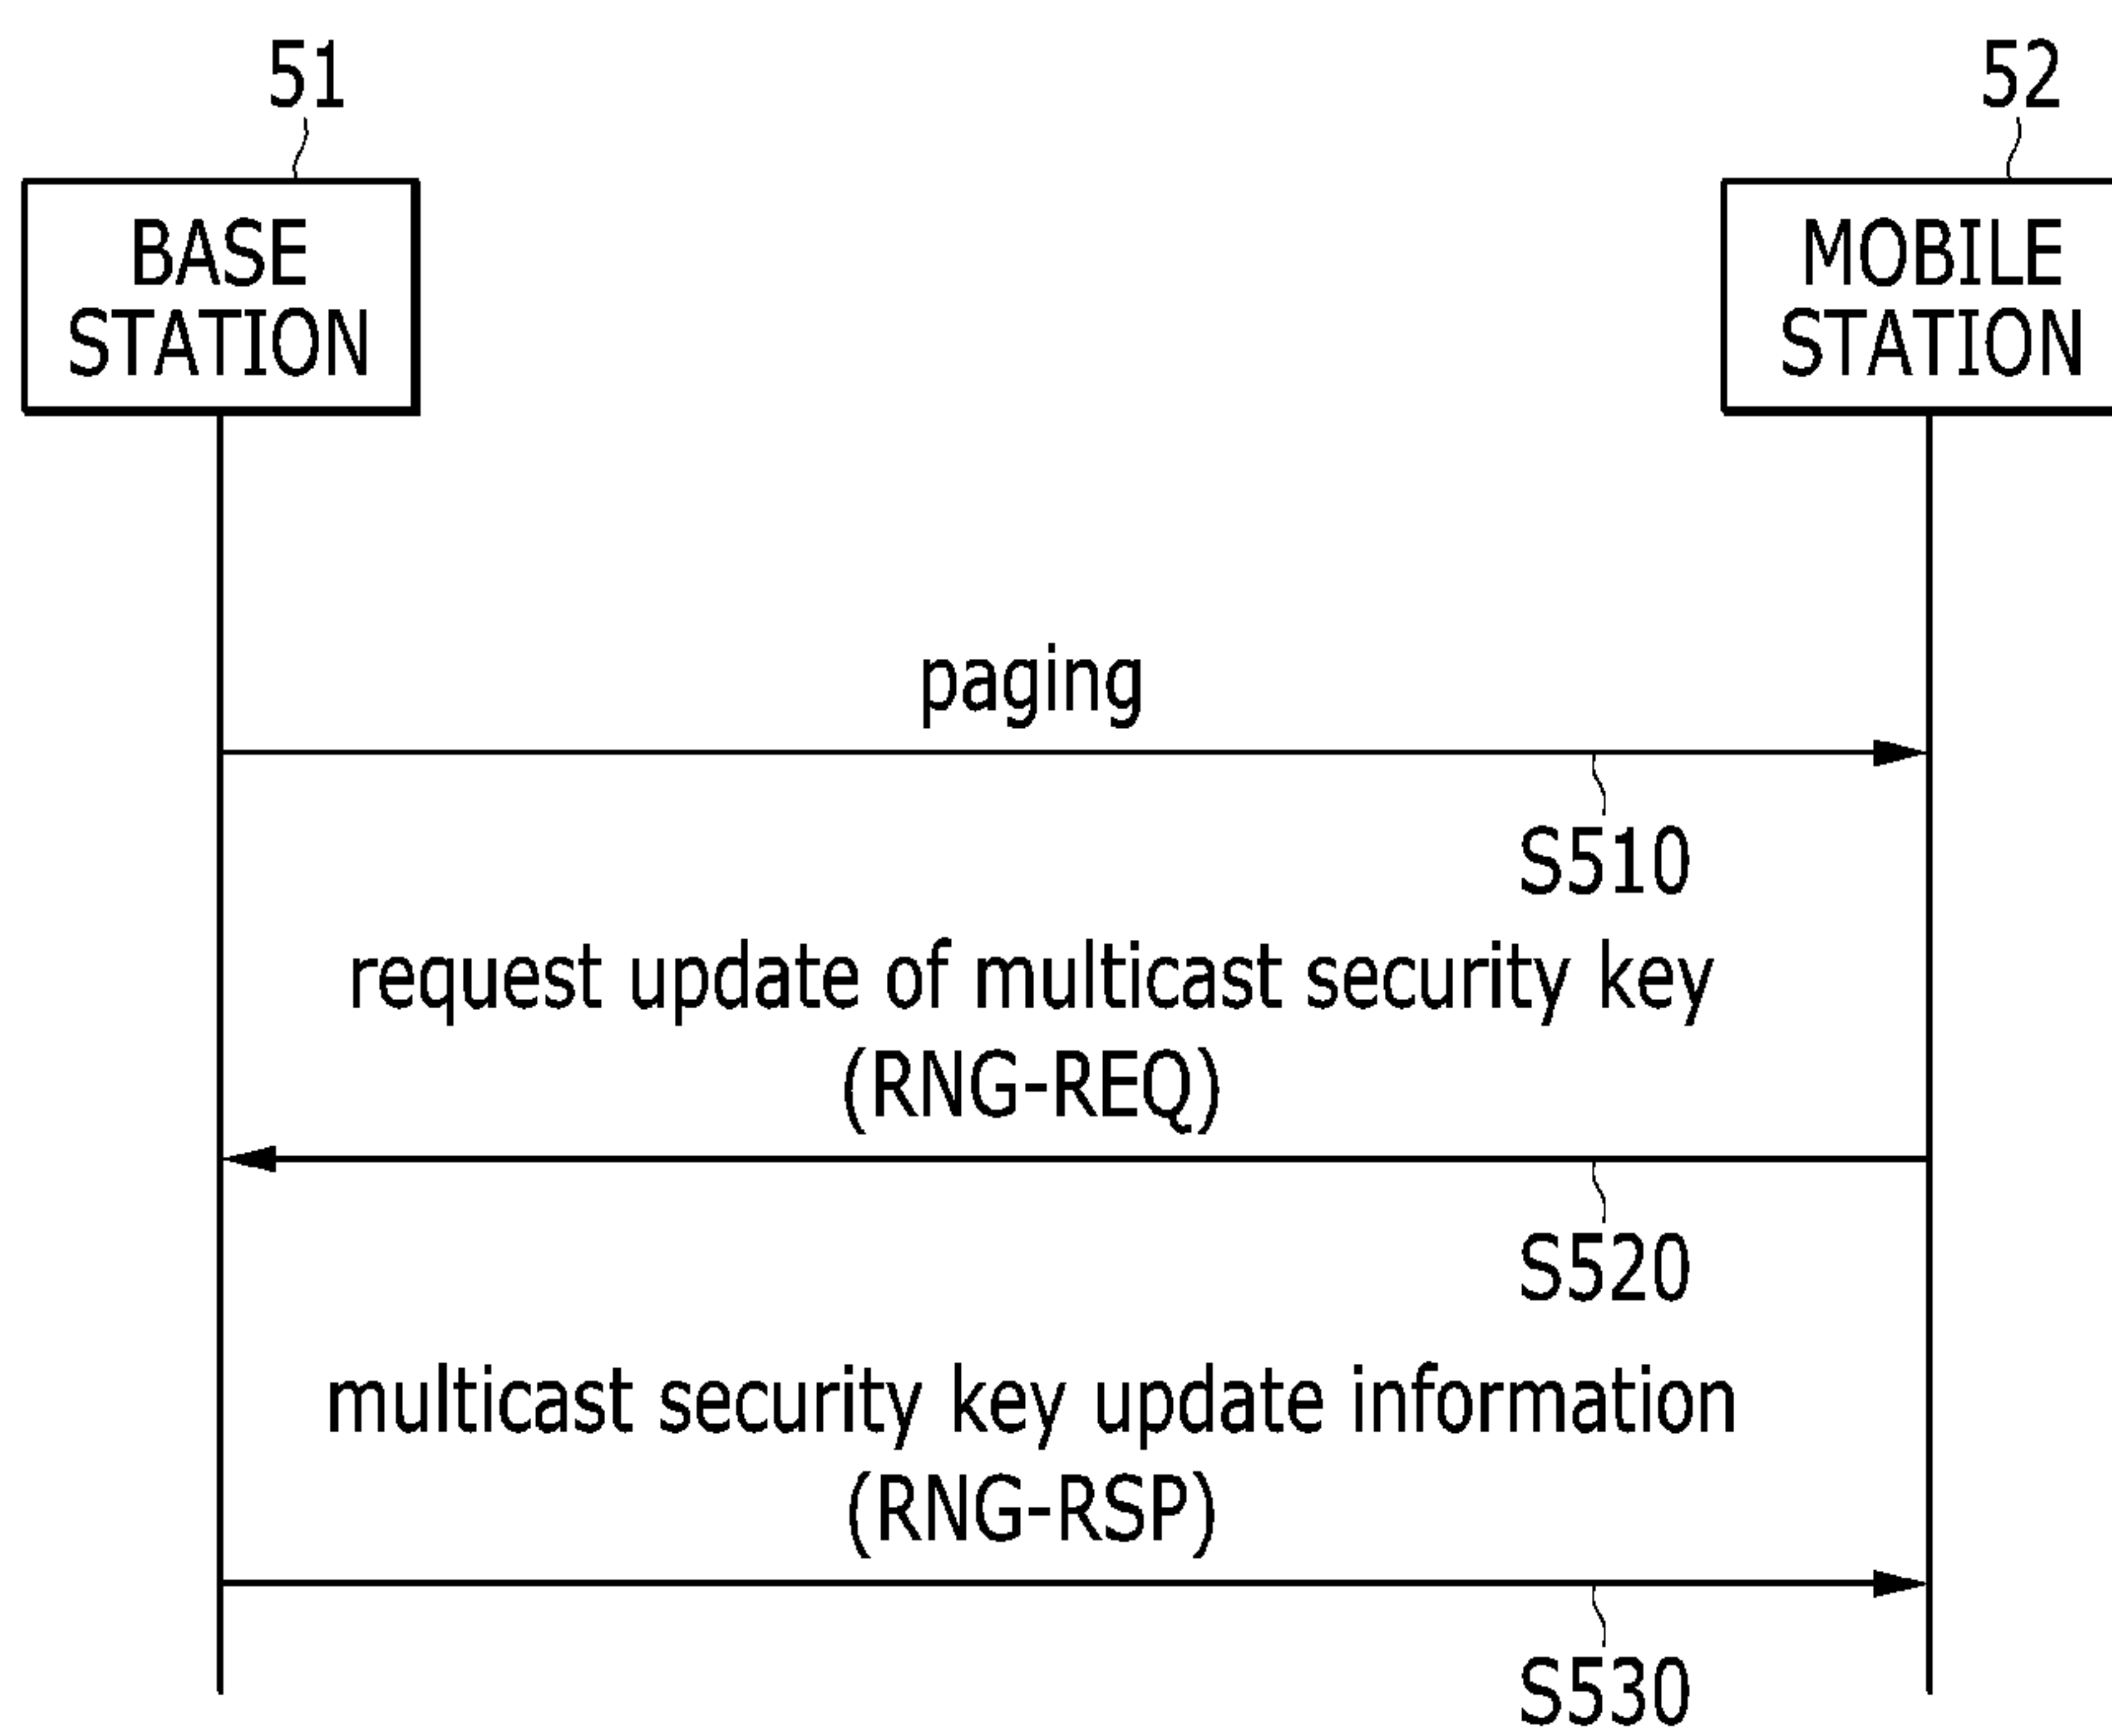 51
52
BASE
STATION
MOBILE
STATION
paging
S510
request update of multicast security key
(RNG-REQ)
S520
multicast security key update information
(RNG-RSP)
S530